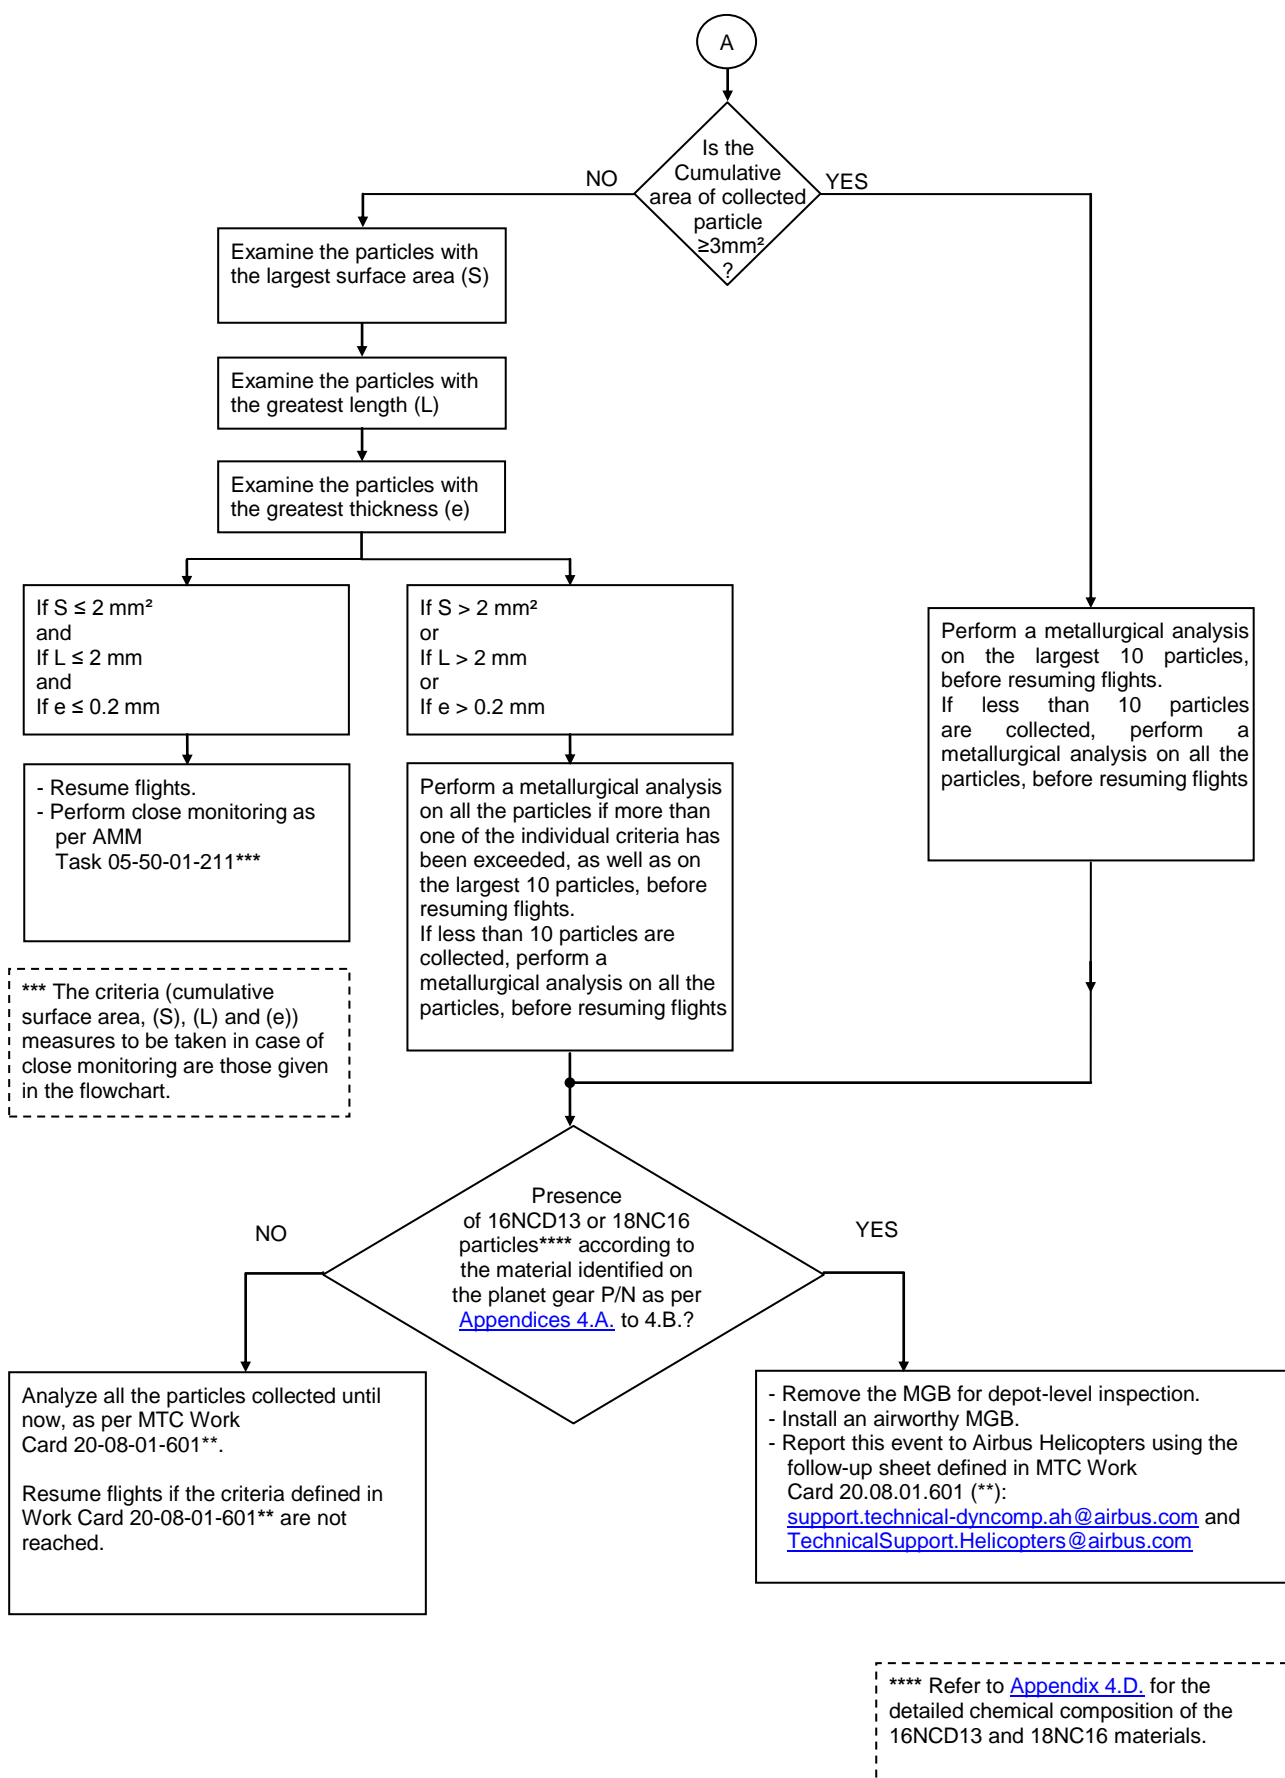 A
Is the
Cumulative
area of collected
particle
≥3mm²
?
NO
YES
Examine the particles with
the largest surface area (S)
Examine the particles with
the greatest length (L)
Examine the particles with
the greatest thickness (e)
If S ≤ 2 mm²
and
If L ≤ 2 mm
and
If e ≤ 0.2 mm
If S > 2 mm²
or
If L > 2 mm
or
If e > 0.2 mm
Perform a metallurgical analysis
on the largest 10 particles,
before resuming flights.
If less than 10 particles
are collected, perform a
metallurgical analysis on all the
particles, before resuming flights
- Resume flights.
- Perform close monitoring as
per AMM
Task 05-50-01-211***
Perform a metallurgical analysis
on all the particles if more than
one of the individual criteria has
been exceeded, as well as on
the largest 10 particles, before
resuming flights.
If less than 10 particles are
collected, perform a
metallurgical analysis on all the
particles, before resuming flights
*** The criteria (cumulative
surface area, (S), (L) and (e))
measures to be taken in case of
close monitoring are those given
in the flowchart.
Presence
of 16NCD13 or 18NC16
particles**** according to
the material identified on
the planet gear P/N as per
Appendices 4.A. to 4.B.?
NO
YES
Analyze all the particles collected until
now, as per MTC Work
Card 20-08-01-601**.
Resume flights if the criteria defined in
Work Card 20-08-01-601** are not
reached.
- Remove the MGB for depot-level inspection.
- Install an airworthy MGB.
- Report this event to Airbus Helicopters using the
follow-up sheet defined in MTC Work
Card 20.08.01.601 (**):
support.technical-dyncomp.ah@airbus.com and
TechnicalSupport.Helicopters@airbus.com
**** Refer to Appendix 4.D. for the
detailed chemical composition of the
16NCD13 and 18NC16 materials.